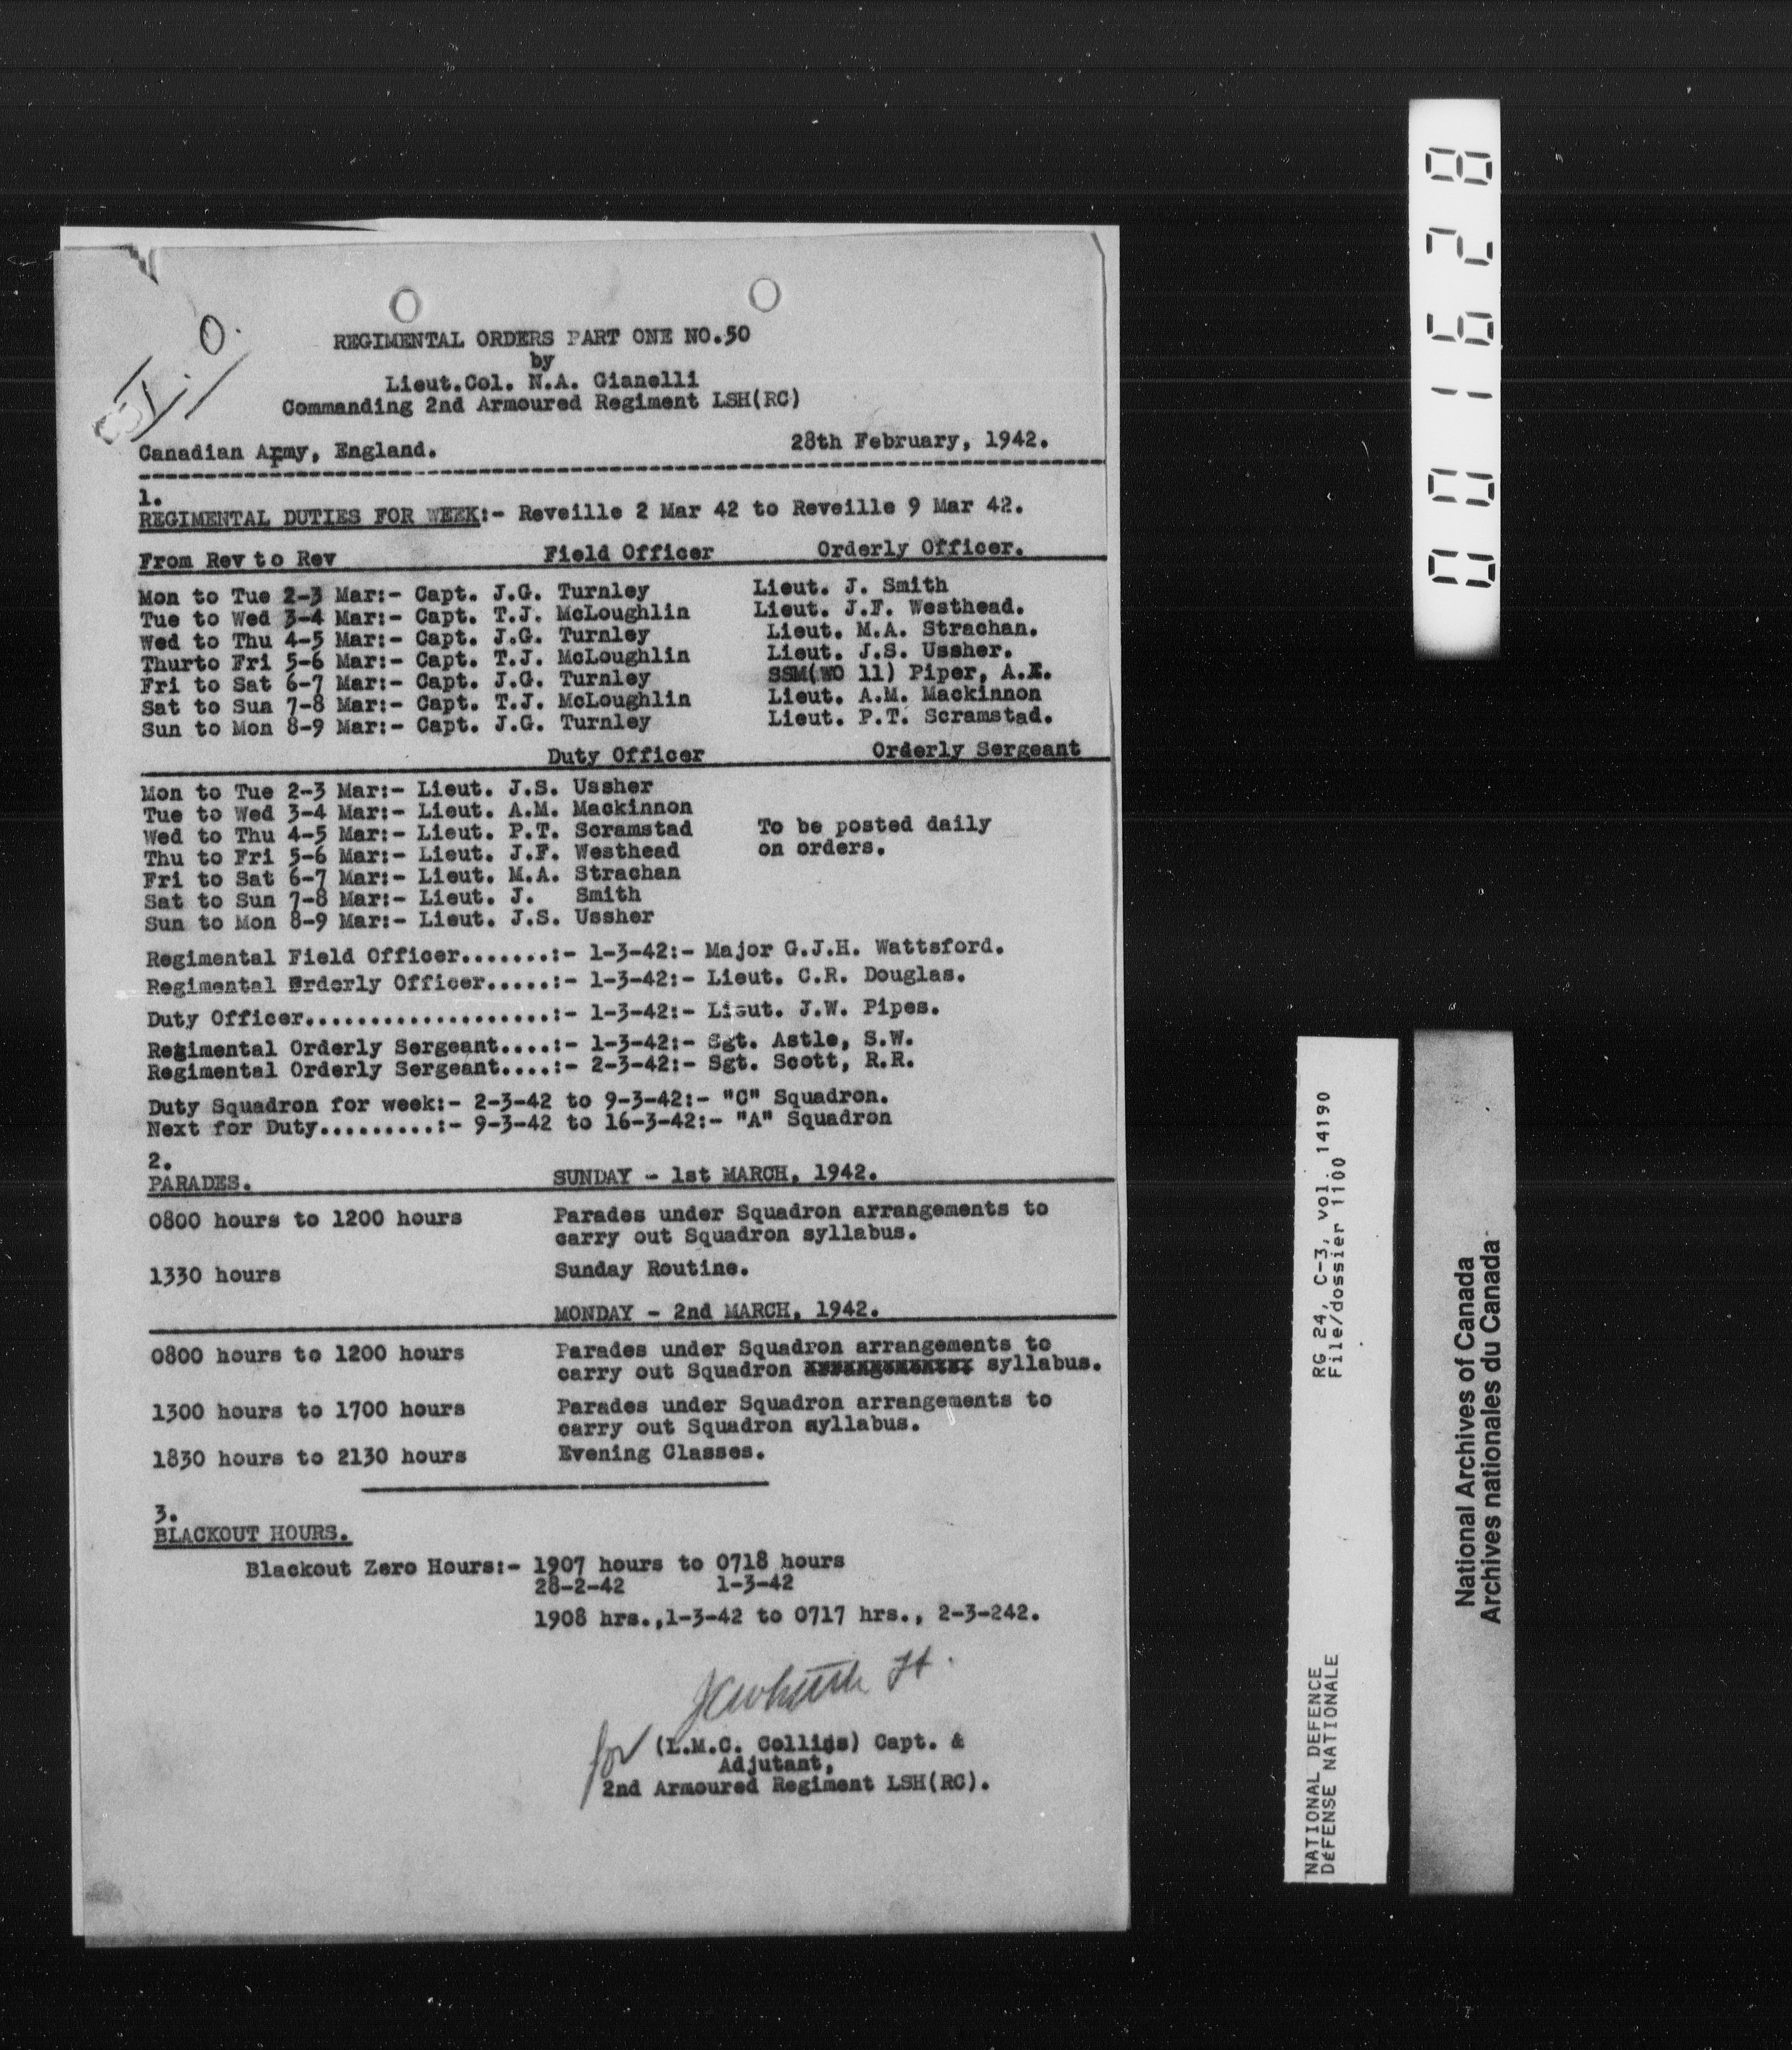 REGIMENTAL ORDERS PART ONE NO.50
by
Lieut.Col. N.A. Gianelli
Commanding 2nd Armoured Regiment LSH(RC)
Canadian Army, England. 28th February, 1942.
1.
REGIMENTAL DUTIES FOR WEEK:- Reveille 2 Mar 42 to Reveille 9 Mar 42.
From Rev to Rev Field Officer Orderly Officer.
Mon to Tue 2-3 Mar:- Capt. J.G. Turnley Lieut. J. Smith
Tue to Wed 3-4 Mar:- Capt. T.J. McLoughlin Lieut. J.F. Westhead.
Wed to Thu 4-5 Mar:- Capt. J.G. Turnley Lieut. M.A. Strachan.
Thurto Fri 5-6 Mar:- Capt. T.J. McLoughlin Lieut. J.S. Ussher.
Fri to Sat 6-7 Mar:- Capt. J.G. Turnley SSM(WO 11) Piper,
Sat to Sun 7-8 Mar:- Capt. T.J. McLoughlin Lieut. A.M. Mackinnon
Sun to Mon 8-9 Mar:- Capt. J.G. Turnley Lieut. P.T. Scramstad.
Duty Officer Orderly Sergeant
Mon to Tue 2-3 Mar:- Lieut. J.S. Ussher
Tue to Wed 3-4 Mar:- Lieut. A.M. Mackinnon
Wed to Thu 4-5 Mar:- Lieut. P.T. Scramstad To be posted daily
Thu to Fri 5-6 Mar:- Lieut. J.F. Westhead on orders.
Fri to Sat 6-7 Mar:- Lieut. M.A. Strachan
Sat to Sun 7-8 Mar:- Lieut. J. Smith
Sun to Mon 8-9 Mar:- Lieut. J.S. Ussher
Regimental Field Officer.......:- 1-3-42:- Major G.J.H. Wattsford.
Regimental Orderly Officer.....:- 1-3-42:- Lieut. C.R. Douglas.
Duty Officer...................:- 1-3-42:- Lieut. J.W. Pipes.
Regimental Orderly Sergeant....:- 1-3-42:- Sgt. Astle, S.W.
Regimental Orderly Sergeant....:- 2-3-42:- Sgt. Scott, R.R.
Duty Squadron for week:- 2-3-42 to 9-3-42:- "C" Squadron.
Next for Duty.........:- 9-3-42 to 16-3-42:- "A" Squadron
2.
PARADES. SUNDAY - 1st MARCH, 1942.
0800 hours to 1200 hours Parades under Squadron arrangements to
carry out Squadron syllabus.
1330 hours Sunday Routine.
MONDAY - 2nd MARCH, 1942.
0800 hours to 1200 hours Parades under Squadron arrangements to
carry out Squadron syllabus.
1300 hours to 1700 hours Parades under Squadron arrangements to
carry out Squadron syllabus.
1830 hours to 2130 hours Evening Classes.
3.
BLACKOUT HOURS.
Blackout Zero Hours:- 1907 hours to 0718 hours
28-2-42 1-3-42
1908 hrs.,1-3-42 to 0717 hrs., 2-3-242.
for (L.M.C. Collins) Capt. &
Adjutant,
2nd Armoured Regiment LSH(RC).
001628
RG 24, C-3, vol. 14190
File/dossier 1100
NATIONAL DEFENCE
DéFENSE NATIONALE
National Archives of Canada
Archives nationales du Canada